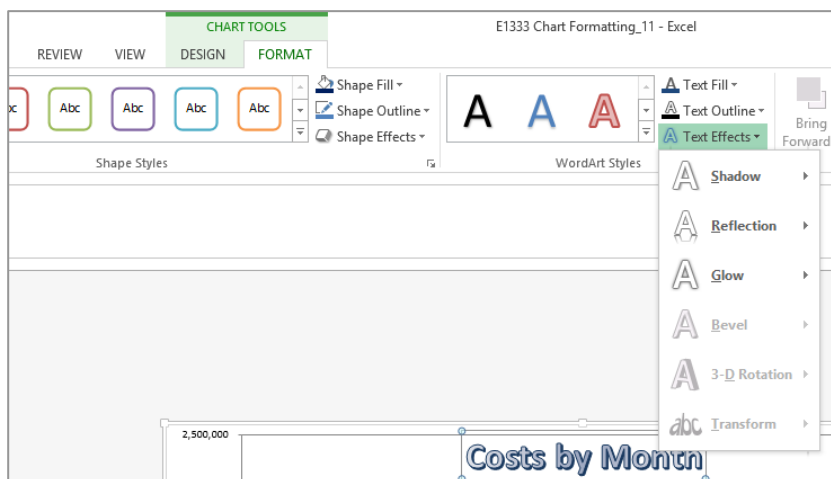 CHART TOOLS
E1333 Chart Formatting_11 - Excel
REVIEW VIEW DESIGN FORMAT
Abc Abc Abc Abc
Shape Fill
Shape Outline
Shape Effects
Shape Styles
A A A
Text Fill
Text Outline
Text Effects
WordArt Styles
Bring
Forward
Shadow
Reflection
Glow
Bevel
3-D Rotation
abc Transform
2,500,000
Costs by Month